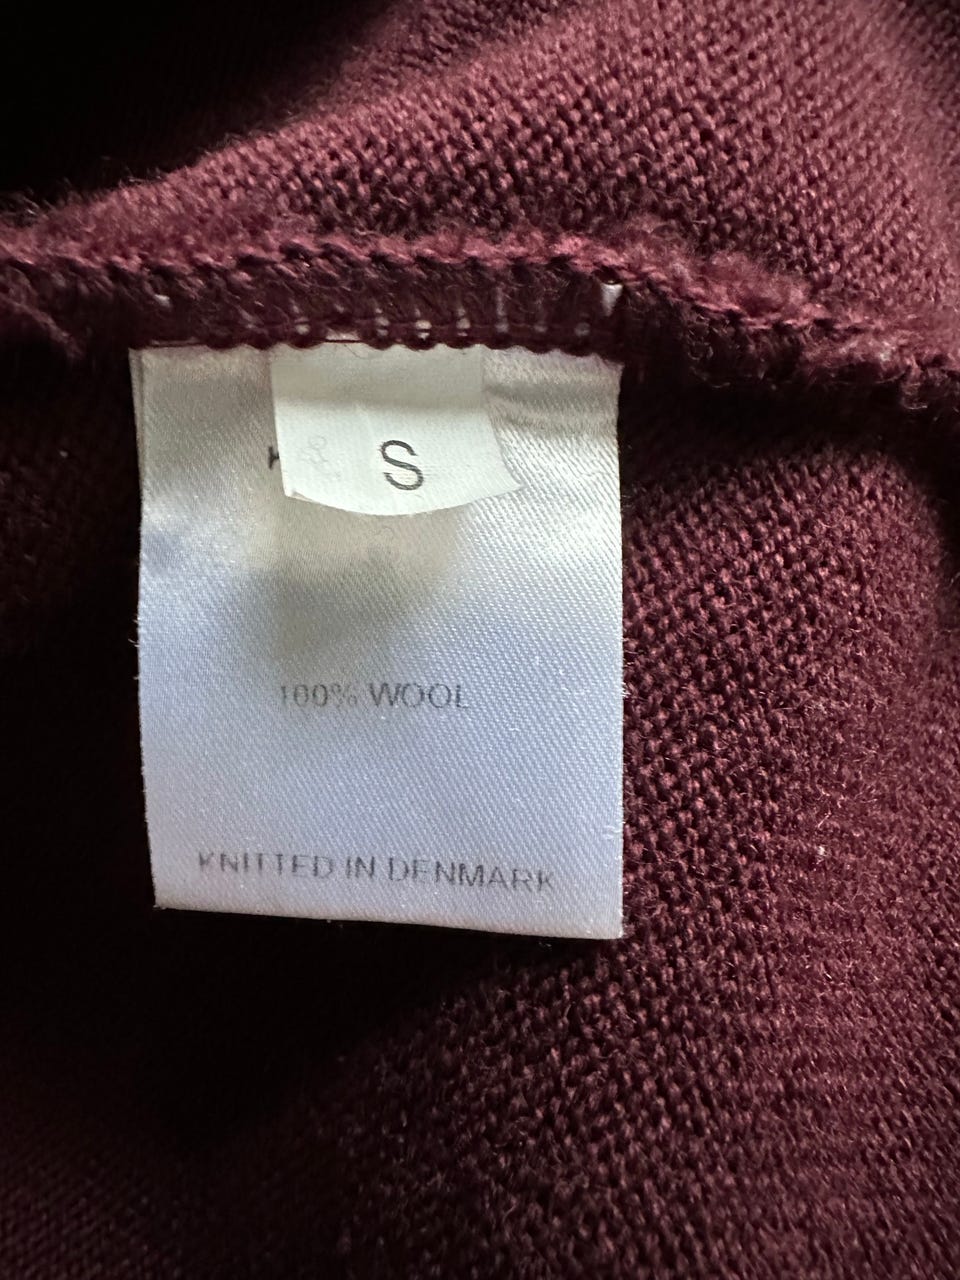 S
100% WOOL
KNITTED IN DENMARK